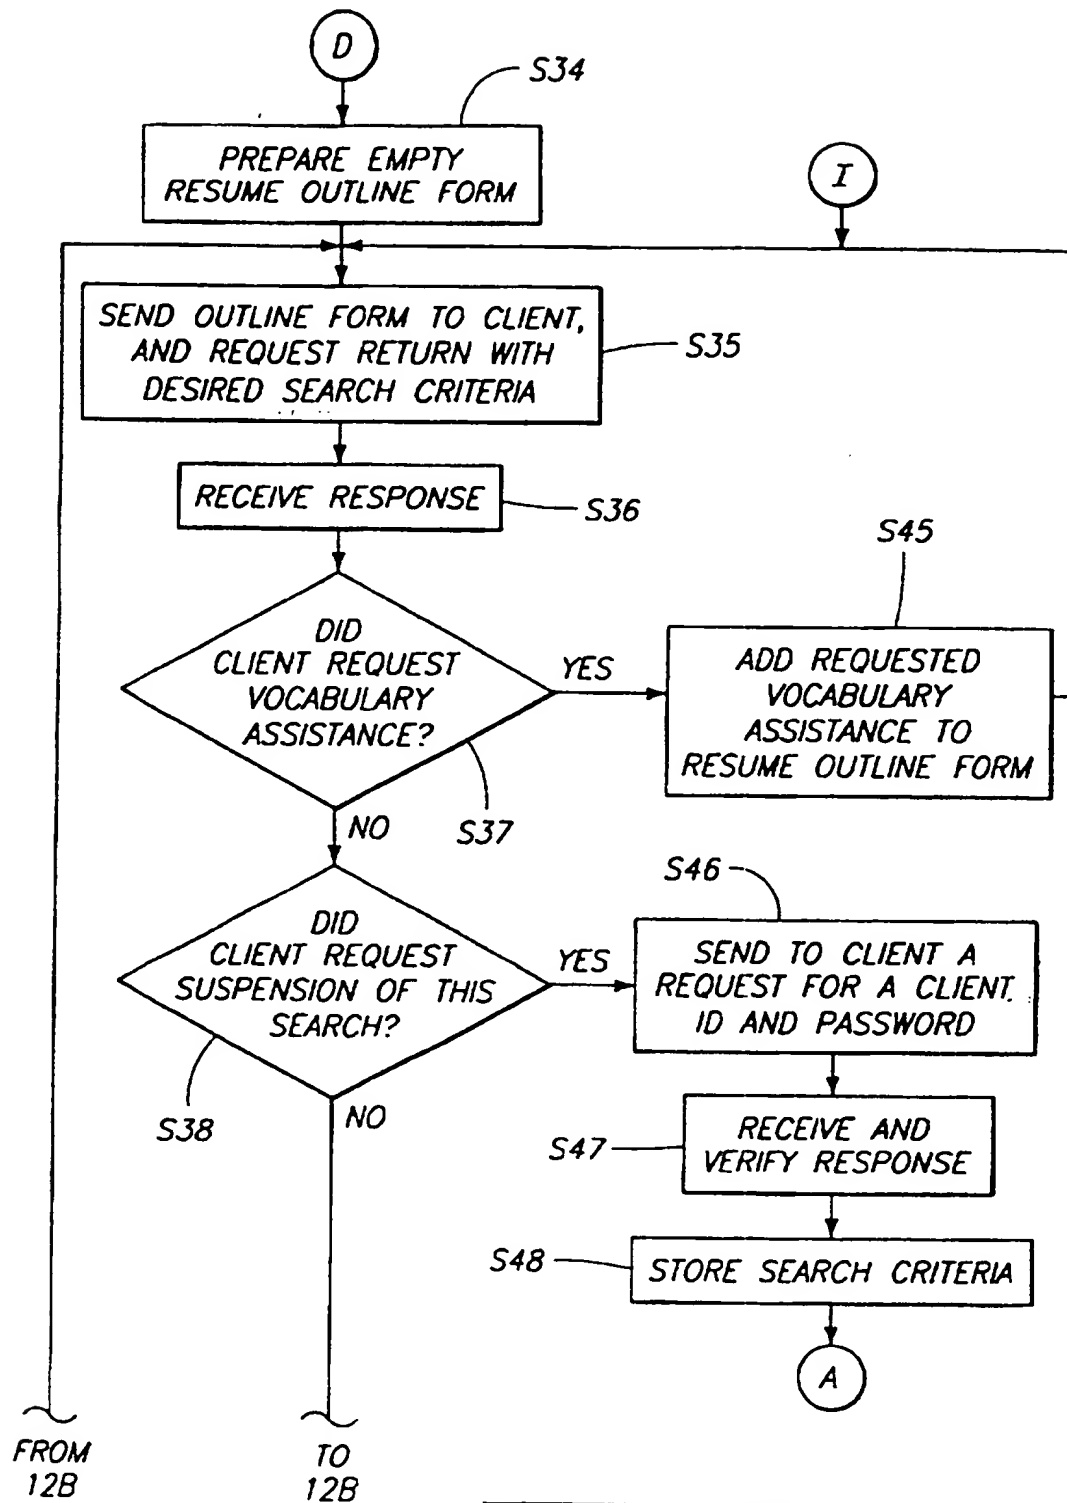 D
S34
PREPARE EMPTY
RESUME OUTLINE FORM
I
SEND OUTLINE FORM TO CLIENT,
AND REQUEST RETURN WITH
DESIRED SEARCH CRITERIA
S35
RECEIVE RESPONSE
S36
DID
CLIENT REQUEST
VOCABULARY
ASSISTANCE?
YES
S45
ADD REQUESTED
VOCABULARY
ASSISTANCE TO
RESUME OUTLINE FORM
NO
S37
DID
CLIENT REQUEST
SUSPENSION OF THIS
SEARCH?
YES
S46
SEND TO CLIENT A
REQUEST FOR A CLIENT
ID AND PASSWORD
S38
NO
S47
RECEIVE AND
VERIFY RESPONSE
S48
STORE SEARCH CRITERIA
A
FROM
12B
TO
12B